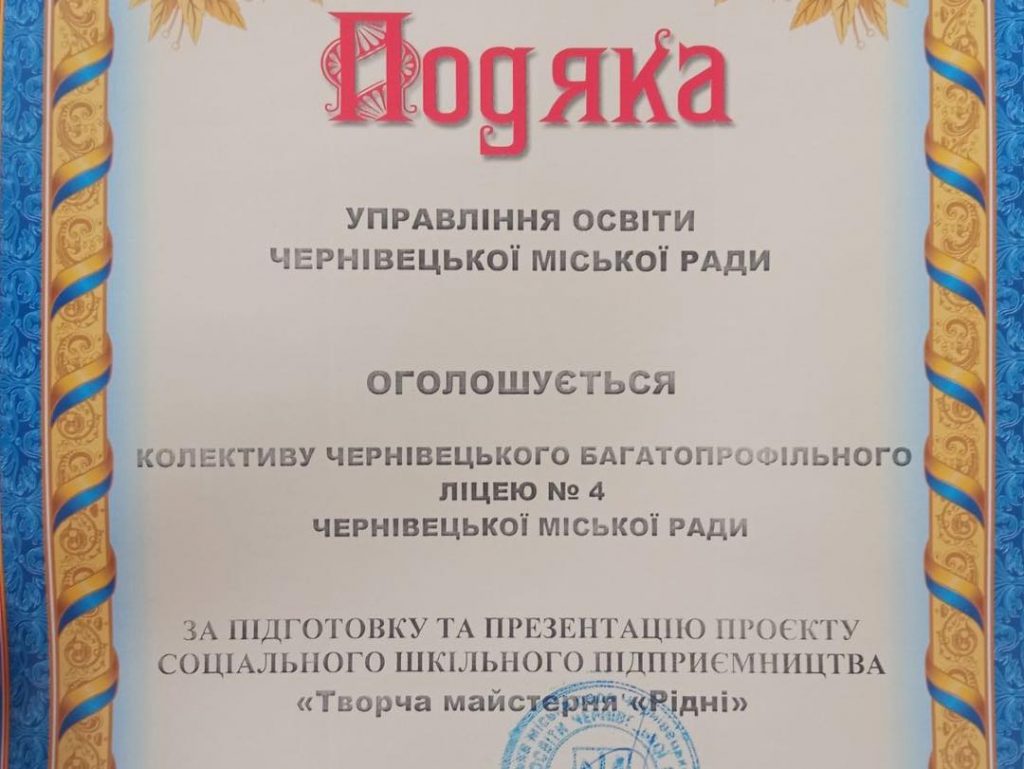 Подяка
УПРАВЛІННЯ ОСВІТИ
ЧЕРНІВЕЦЬКОЇ МІСЬКОЇ РАДИ
ОГОЛОШУЄТЬСЯ
КОЛЕКТИВУ ЧЕРНІВЕЦЬКОГО БАГАТОПРОФІЛЬНОГО
ЛІЦЕЮ № 4
ЧЕРНІВЕЦЬКОЇ МІСЬКОЇ РАДИ
ЗА ПІДГОТОВКУ ТА ПРЕЗЕНТАЦІЮ ПРОЄКТУ
СОЦІАЛЬНОГО ШКІЛЬНОГО ПІДПРИЄМНИЦТВА
«Творча майстерня «Рідні»